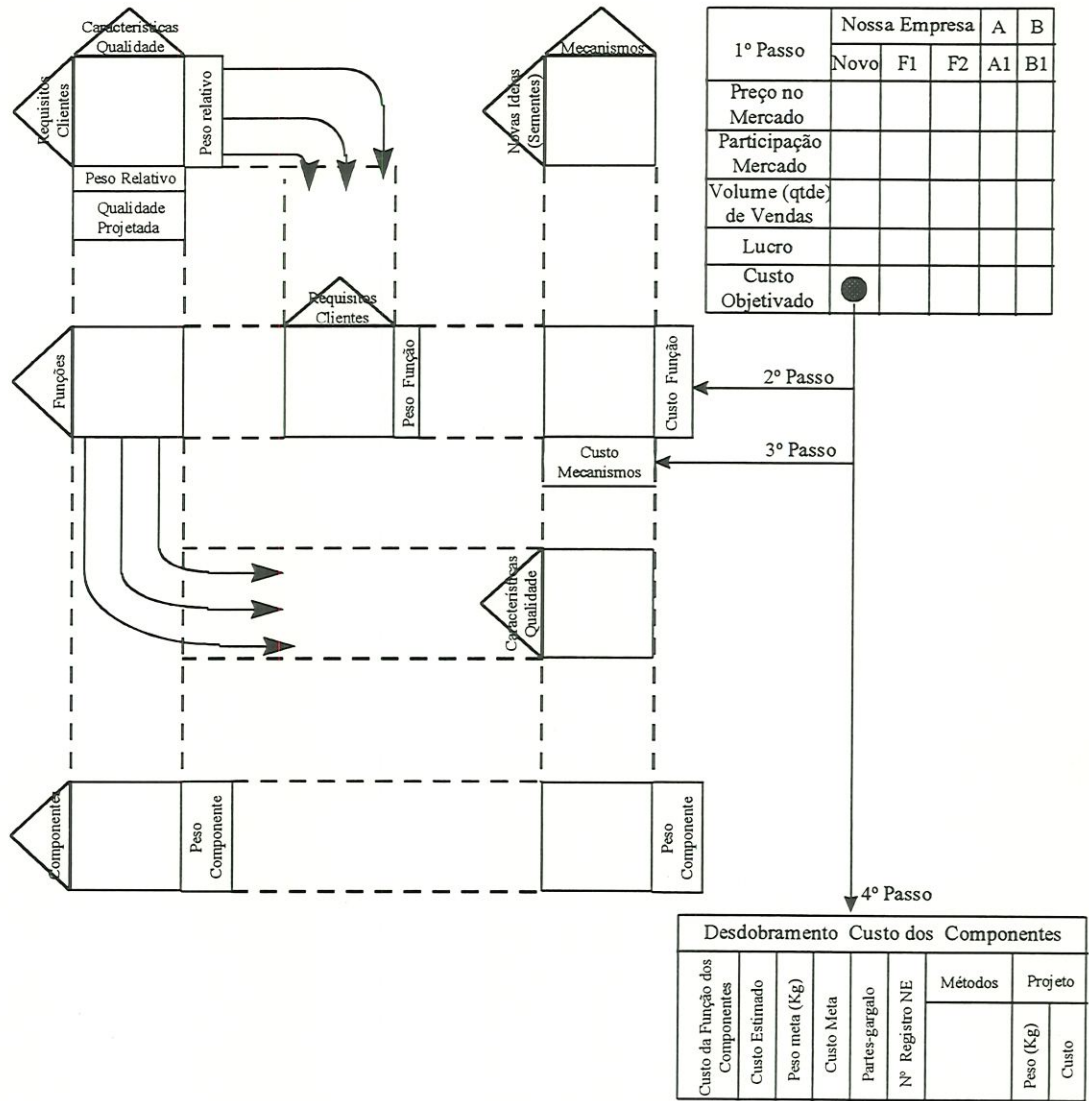 Características
Qualidade
Requisitos
Clientes
Peso relativo
Peso Relativo
Qualidade
Projetada
Mecanismos
Novas Ideias
(Sementes)
1º Passo
Nossa Empresa
A
B
Novo
F1
F2
A1
B1
Preço no
Mercado
Participação
Mercado
Volume (qtde)
de Vendas
Lucro
Custo
Objetivado
Requisitos
Clientes
Funções
Peso Função
Custo Função
2º Passo
Custo
Mecanismos
3º Passo
Características
Qualidade
Componentes
Peso
Componente
Peso
Componente
4º Passo
Desdobramento Custo dos Componentes
Custo da Função dos
Componentes
Custo Estimado
Peso meta (Kg)
Custo Meta
Partes-gargalo
Nº Registro NE
Métodos
Projeto
Peso (Kg)
Custo